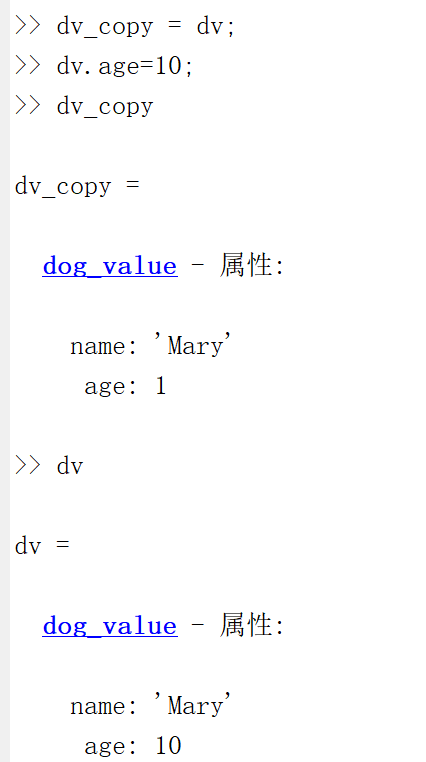 >> dv_copy = dv;
>> dv.age=10;
>> dv_copy
dv_copy =
dog_value - 属性:
name: 'Mary'
age: 1
>> dv
dv =
dog_value - 属性:
name: 'Mary'
age: 10